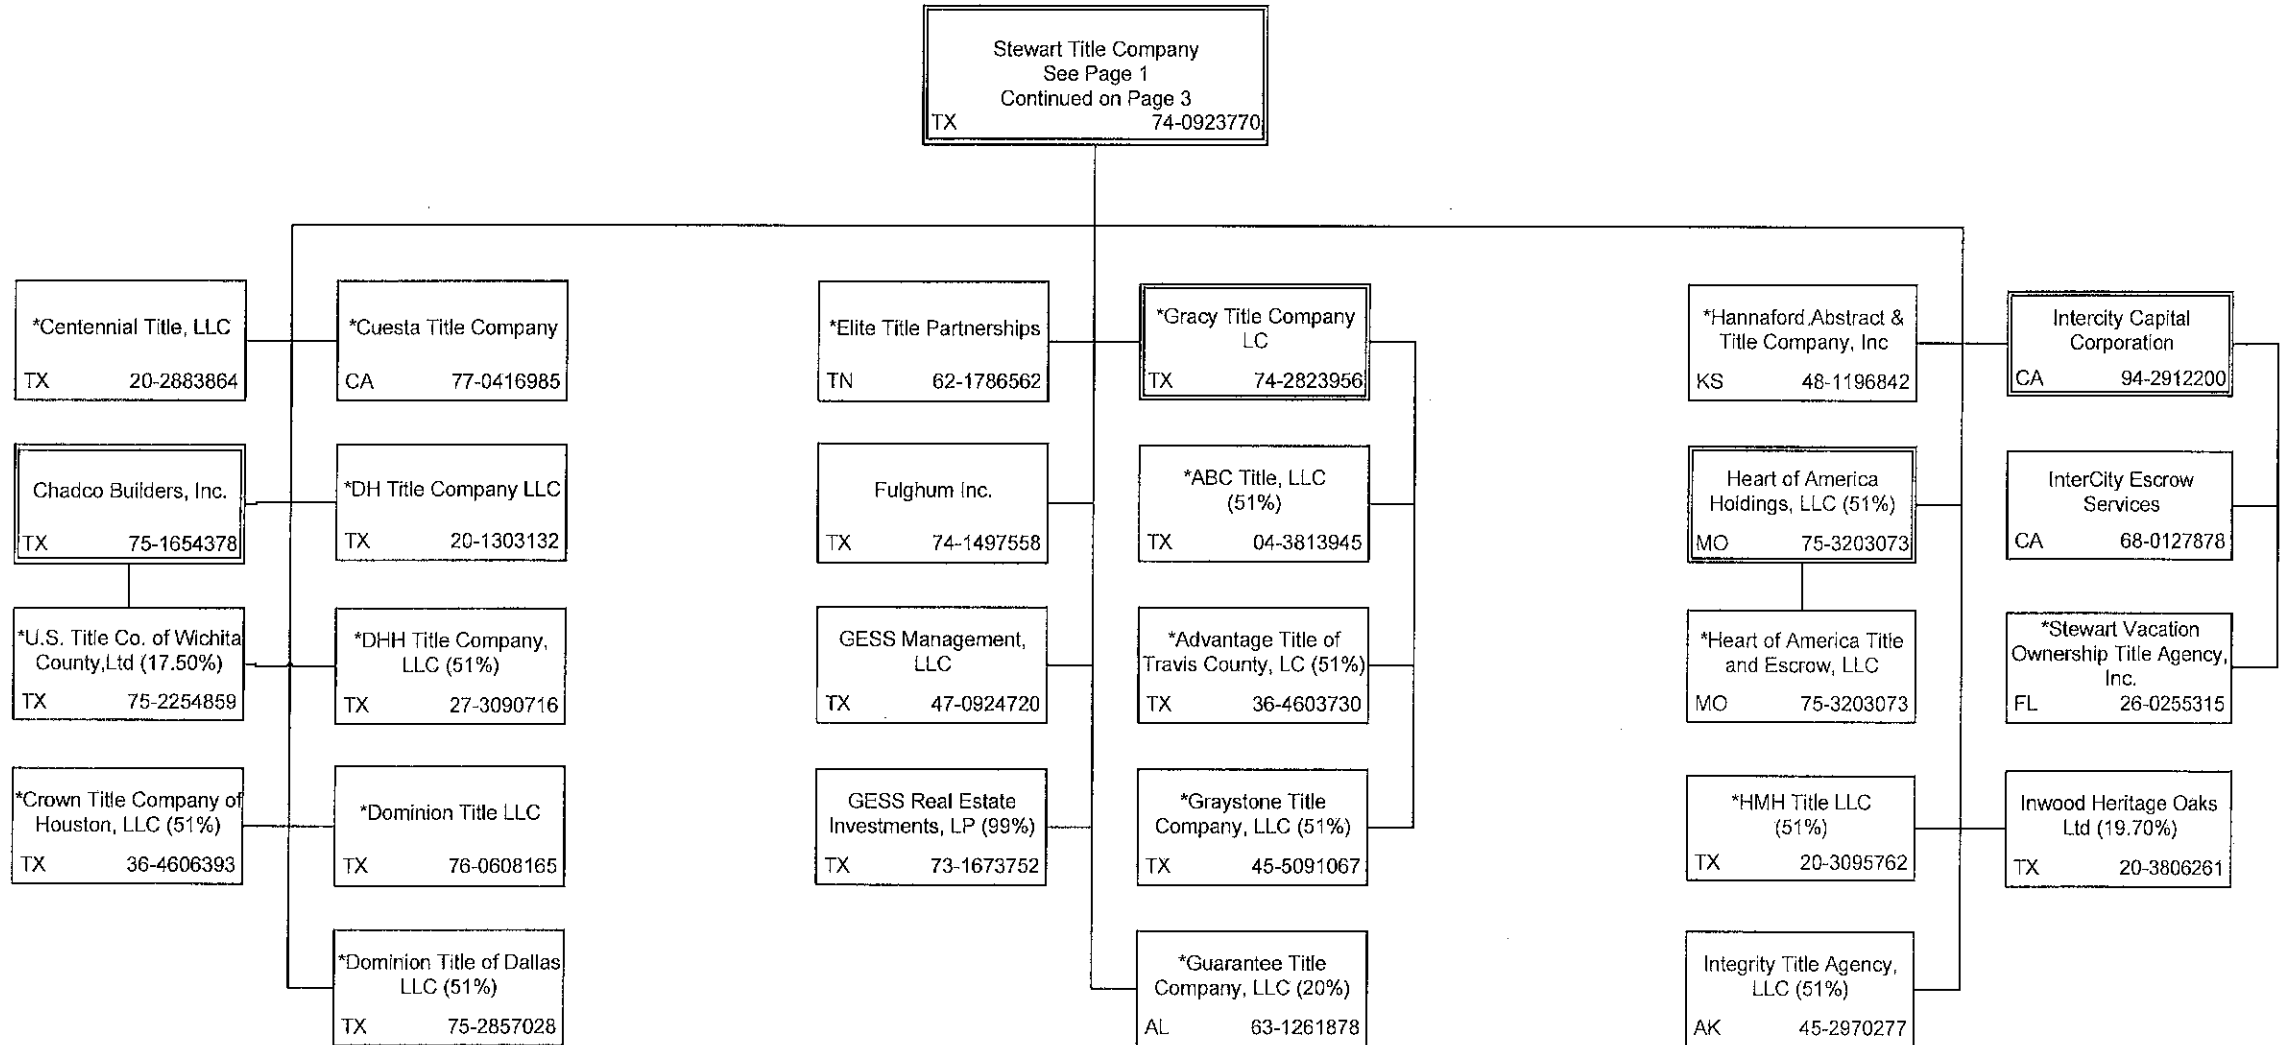 Stewart Title Company
See Page 1
Continued on Page 3
TX 74-0923770
*Centennial Title, LLC
TX 20-2883864
*Cuesta Title Company
CA 77-0416985
Chadco Builders, Inc.
TX 75-1654378
*DH Title Company LLC
TX 20-1303132
*U.S. Title Co. of Wichita
County,Ltd (17.50%)
TX 75-2254859
*DHH Title Company,
LLC (51%)
TX 27-3090716
*Crown Title Company of
Houston, LLC (51%)
TX 36-4606393
*Dominion Title LLC
TX 76-0608165
*Dominion Title of Dallas
LLC (51%)
TX 75-2857028
*Elite Title Partnerships
TN 62-1786562
*Gracy Title Company
LC
TX 74-2823956
Fulghum Inc.
TX 74-1497558
*ABC Title, LLC
(51%)
TX 04-3813945
GESS Management,
LLC
TX 47-0924720
*Advantage Title of
Travis County, LC (51%)
TX 36-4603730
GESS Real Estate
Investments, LP (99%)
TX 73-1673752
*Graystone Title
Company, LLC (51%)
TX 45-5091067
*Guarantee Title
Company, LLC (20%)
AL 63-1261878
*Hannaford Abstract &
Title Company, Inc
KS 48-1196842
Intercity Capital
Corporation
CA 94-2912200
Heart of America
Holdings, LLC (51%)
MO 75-3203073
InterCity Escrow
Services
CA 68-0127878
*Heart of America Title
and Escrow, LLC
MO 75-3203073
*Stewart Vacation
Ownership Title Agency,
Inc.
FL 26-0255315
*HMH Title LLC
(51%)
TX 20-3095762
Inwood Heritage Oaks
Ltd (19.70%)
TX 20-3806261
Integrity Title Agency,
LLC (51%)
AK 45-2970277